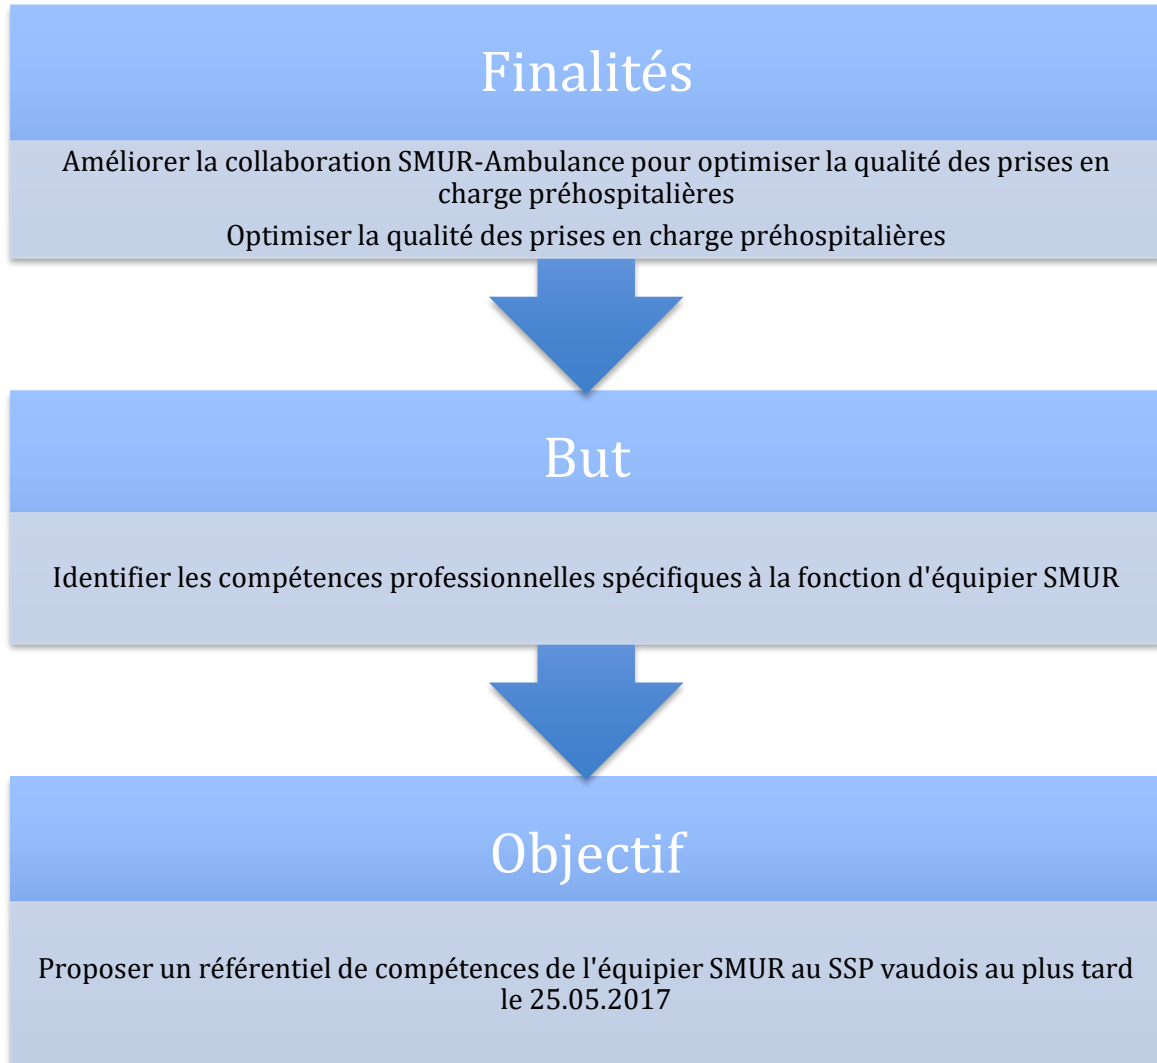 Finalités
Améliorer la collaboration SMUR-Ambulance pour optimiser la qualité des prises en
charge préhospitalières
Optimiser la qualité des prises en charge préhospitalières
But
Identifier les compétences professionnelles spécifiques à la fonction d'équipier SMUR
Objectif
Proposer un référentiel de compétences de l'équipier SMUR au SSP vaudois au plus tard
le 25.05.2017